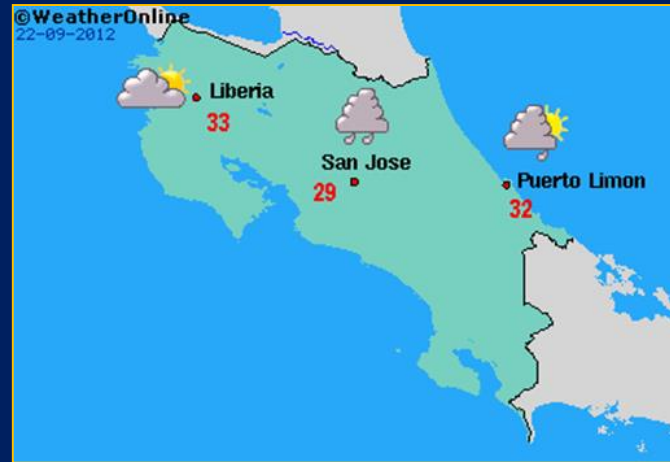 ©WeatherOnline
22-09-2012
Liberia
33
San Jose
29
Puerto Limon
32